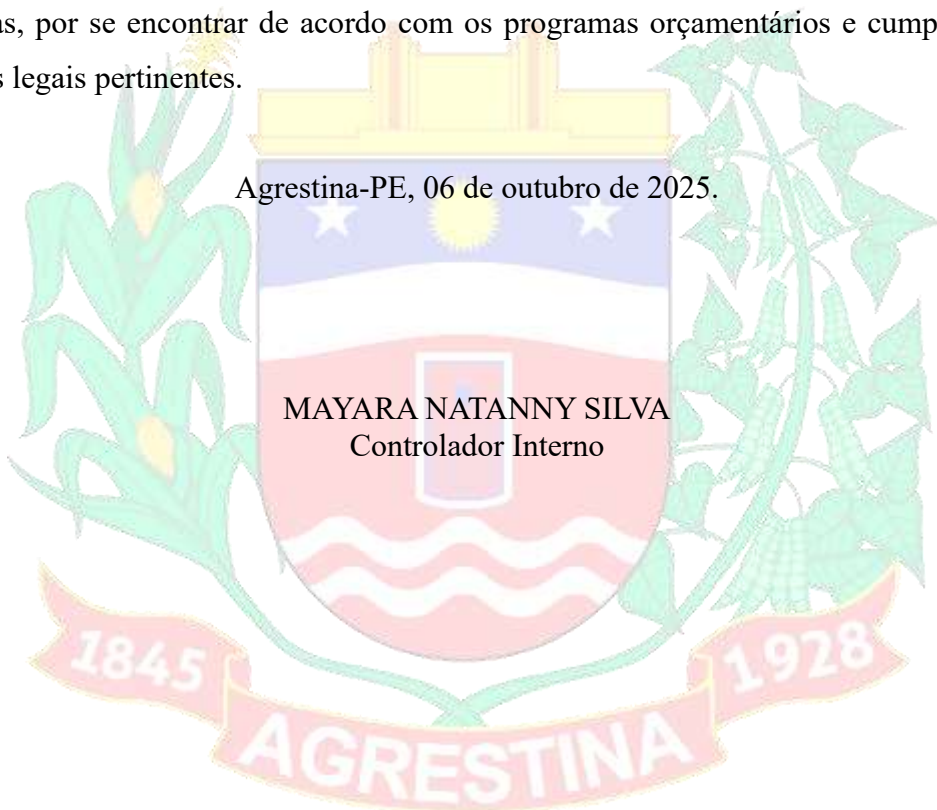 as, por se encontrar de acordo com os programas orçamentários e cump
s legais pertinentes.
Agrestina-PE, 06 de outubro de 2025.
MAYARA NATANNY SILVA
Controlador Interno
1845
1928
AGRESTINA